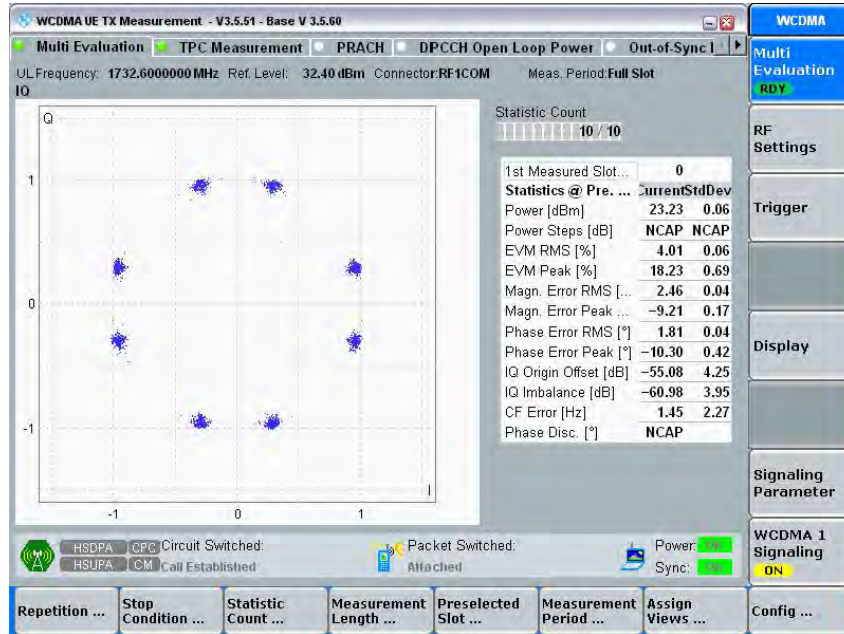 WCDMA UE TX Measurement - V3.5.51 - Base V 3.5.60
WCDMA
Multi Evaluation TPC Measurement PRACH DPCCH Open Loop Power Out-of-Sync
UL Frequency: 1732.6000000 MHz Ref. Level: 32.40 dBm Connector:RF1COM Meas. Period:Full Slot
IQ
Multi Evaluation
RDY
Q
1
0
-1
-1 0 1
I
Statistic Count
10 / 10
1st Measured Slot... 0
Statistics @ Pre. ... Current StdDev
Power [dBm] 23.23 0.06
Power Steps [dB] NCAP NCAP
EVM RMS [%] 4.01 0.06
EVM Peak [%] 18.23 0.69
Magn. Error RMS [... 2.46 0.04
Magn. Error Peak ... −9.21 0.17
Phase Error RMS [°] 1.81 0.04
Phase Error Peak [°] −10.30 0.42
IQ Origin Offset [dB] −55.08 4.25
IQ Imbalance [dB] −60.98 3.95
CF Error [Hz] 1.45 2.27
Phase Disc. [°] NCAP
RF Settings
Trigger
Display
Signaling Parameter
WCDMA 1 Signaling
ON
HSDPA CPC Circuit Switched: Packet Switched: Power:
HSUPA CM Call Established Attached Sync:
Repetition ... Stop Condition ... Statistic Count ... Measurement Length ... Preselected Slot ... Measurement Period ... Assign Views ... Config ...